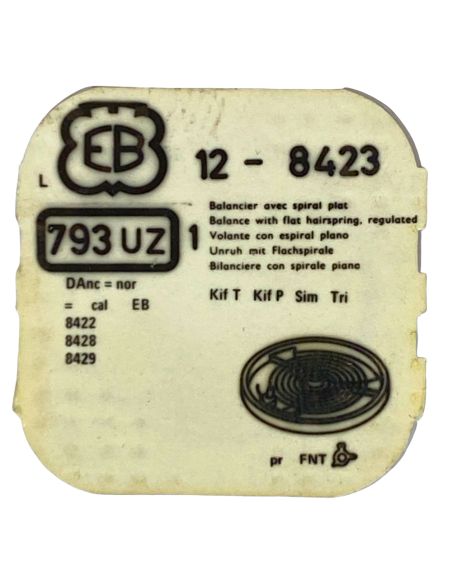 EB
12 - 8423
L
Balancier avec spiral plat
Balance with flat hairspring, regulated
Volante con espiral plano
Unruh mit Flachspirale
Bilanciere con spirale piano
793 UZ 1
DAnc = nor
= cal EB
8422
8428
8429
Kif T Kif P Sim Tri
pr FNT